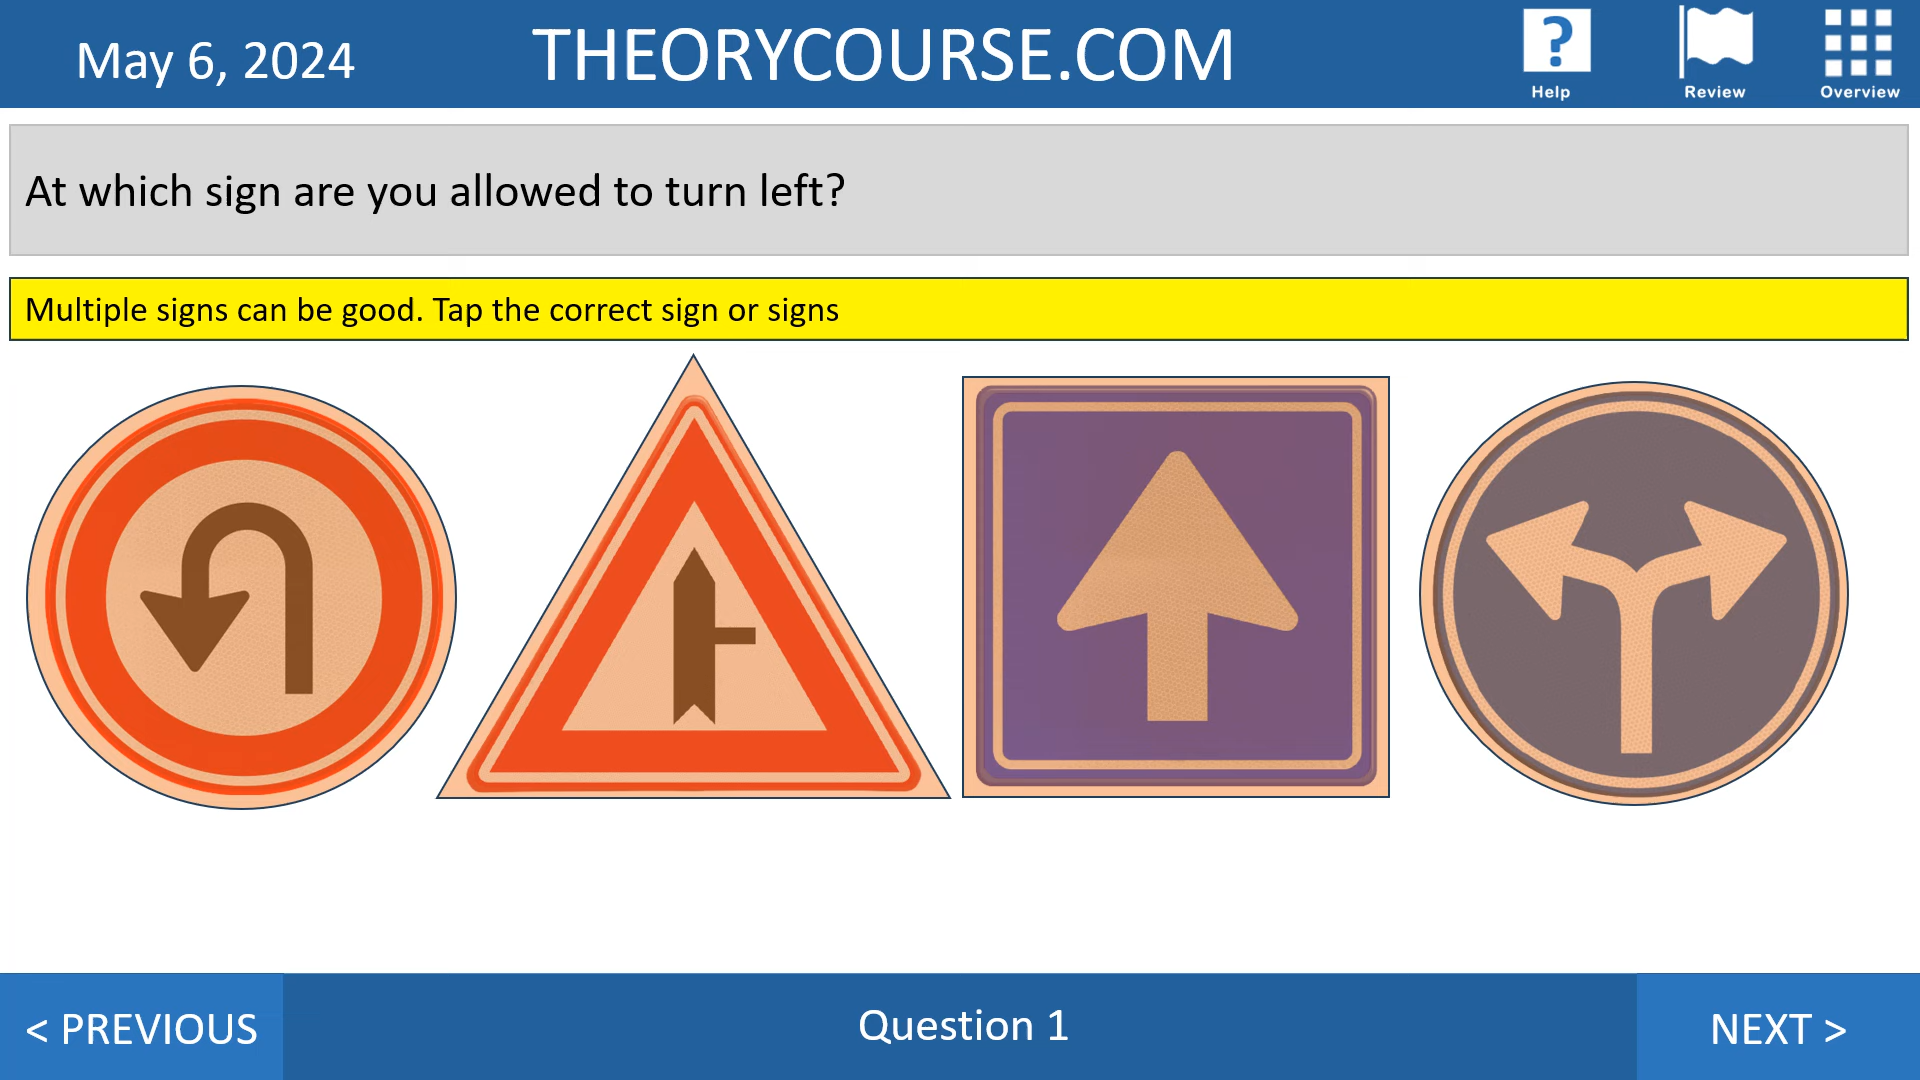 May 6, 2024
THEORYCOURSE.COM
?
Help
Review
Overview
At which sign are you allowed to turn left?
Multiple signs can be good. Tap the correct sign or signs
< PREVIOUS
Question 1
NEXT >